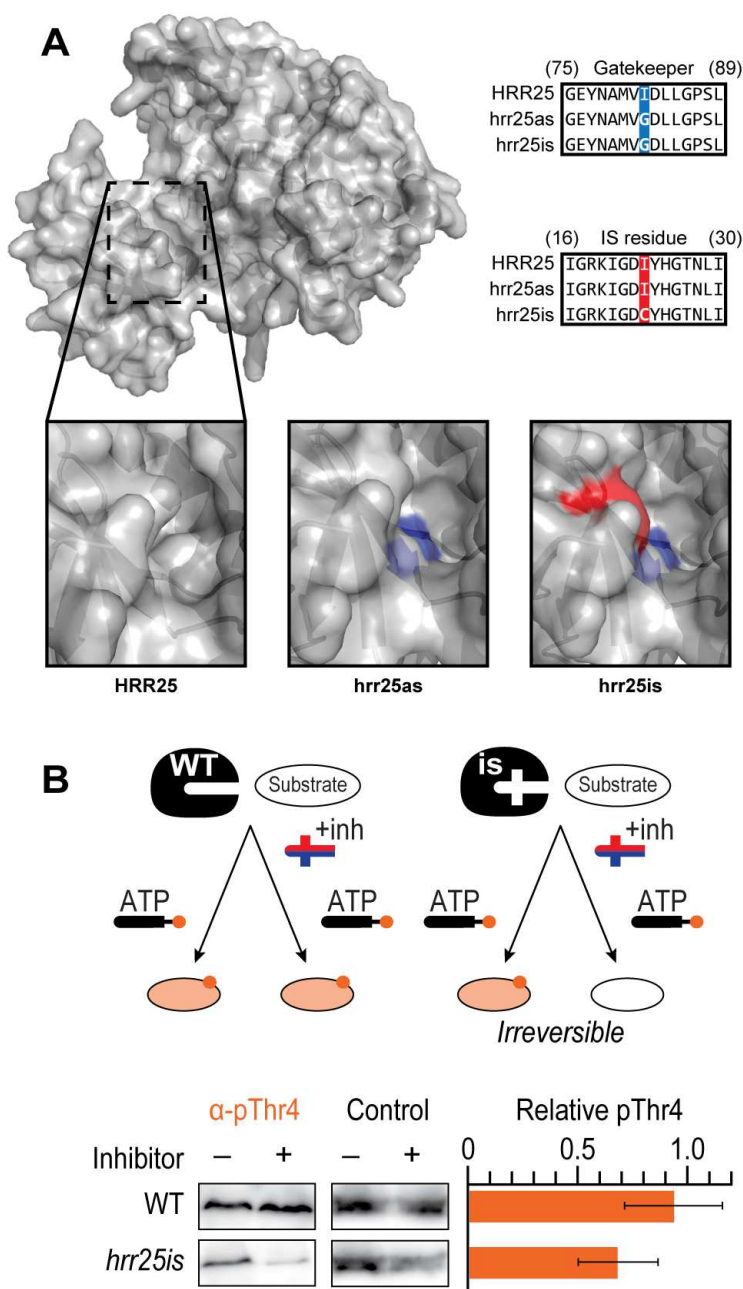 A
(75) Gatekeeper (89)
HRR25 GEYNAMVIDLLGPSL
hrr25as GEYNAMVGDLLGPSL
hrr25is GEYNAMVGDLLGPSL
(16) IS residue (30)
HRR25 IGRKIGDIYHGTNLI
hrr25as IGRKIGDIYHGTNLI
hrr25is IGRKIGDCYHGTNLI
HRR25 hrr25as hrr25is
B
WT Substrate is Substrate
+inh +inh
ATP ATP ATP ATP
Irreversible
α-pThr4 Control Relative pThr4
Inhibitor – + – + 0 0.5 1.0
WT
hrr25is